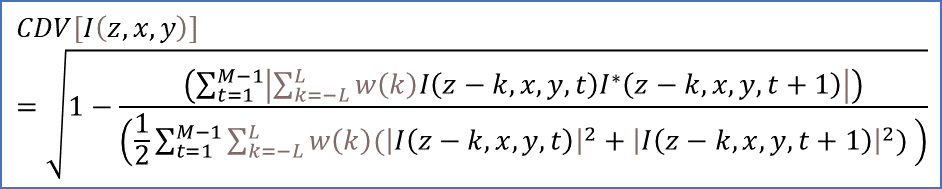 CDV[I(z, x, y)]
= √(1 − (∑_{t=1}^{M−1}|∑_{k=−L}^{L} w(k)I(z − k, x, y, t)I*(z − k, x, y, t + 1)|) / (1/2 ∑_{t=1}^{M−1} ∑_{k=−L}^{L} w(k)(|I(z − k, x, y, t)|² + |I(z − k, x, y, t + 1)|²) ))